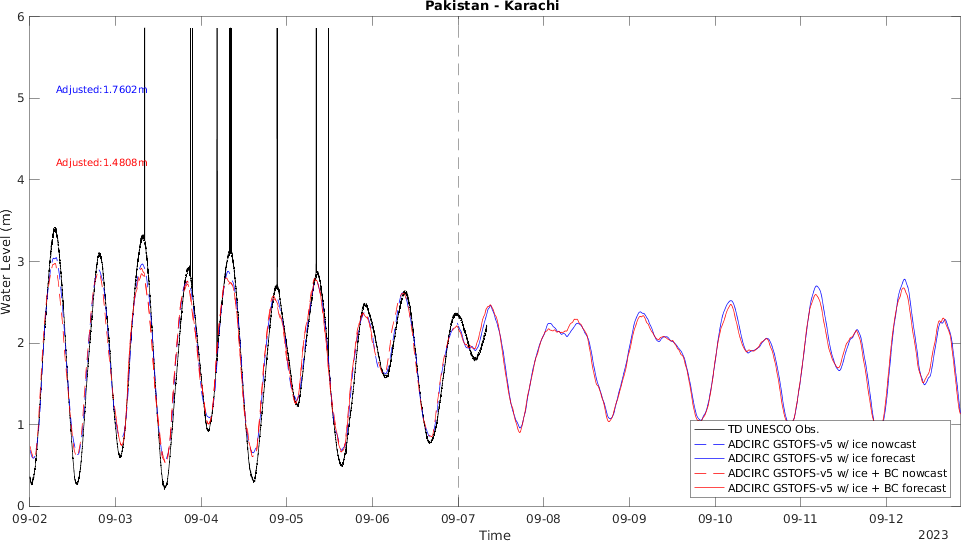 Pakistan - Karachi
6
5
4
3
2
1
0
Water Level (m)
Adjusted:1.7602m
Adjusted:1.4808m
TD UNESCO Obs.
ADCIRC GSTOFS-v5 w/ ice nowcast
ADCIRC GSTOFS-v5 w/ ice forecast
ADCIRC GSTOFS-v5 w/ ice + BC nowcast
ADCIRC GSTOFS-v5 w/ ice + BC forecast
09-02 09-03 09-04 09-05 09-06 09-07 09-08 09-09 09-10 09-11 09-12
Time
2023